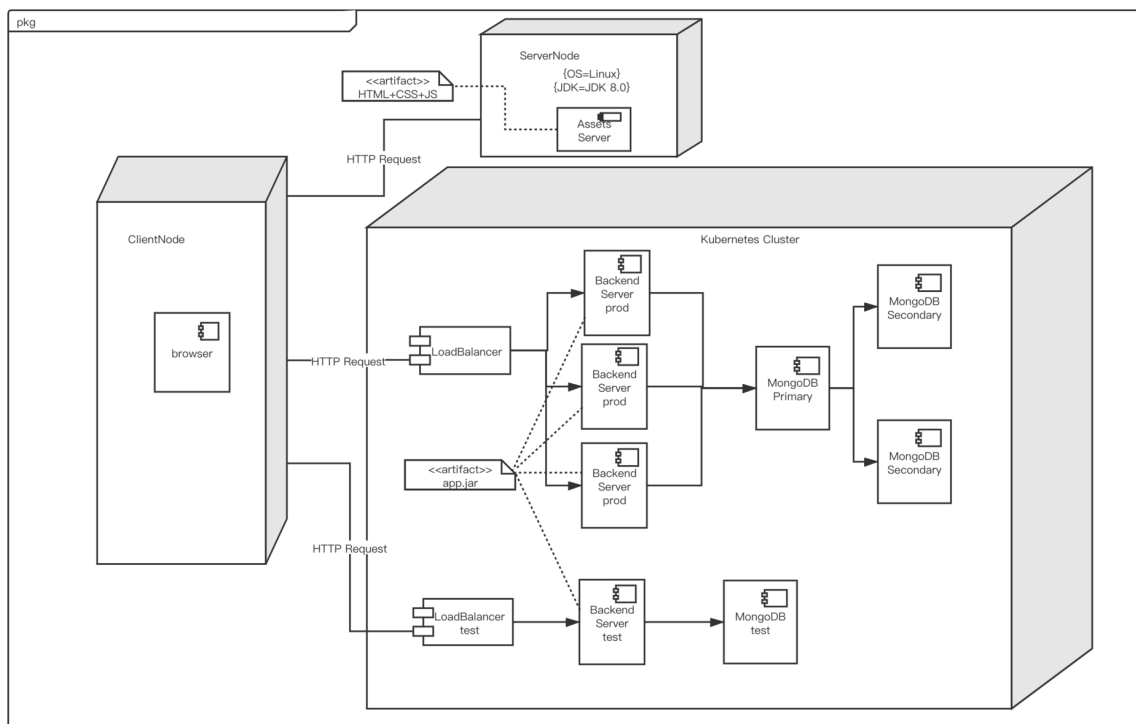 pkg
ServerNode
{OS=Linux}
{JDK=JDK 8.0}
<<artifact>>
HTML+CSS+JS
Assets
Server
HTTP Request
ClientNode
Kubernetes Cluster
browser
HTTP Request
LoadBalancer
Backend
Server
prod
Backend
Server
prod
Backend
Server
prod
MongoDB
Primary
MongoDB
Secondary
MongoDB
Secondary
<<artifact>>
app.jar
HTTP Request
LoadBalancer
test
Backend
Server
test
MongoDB
test